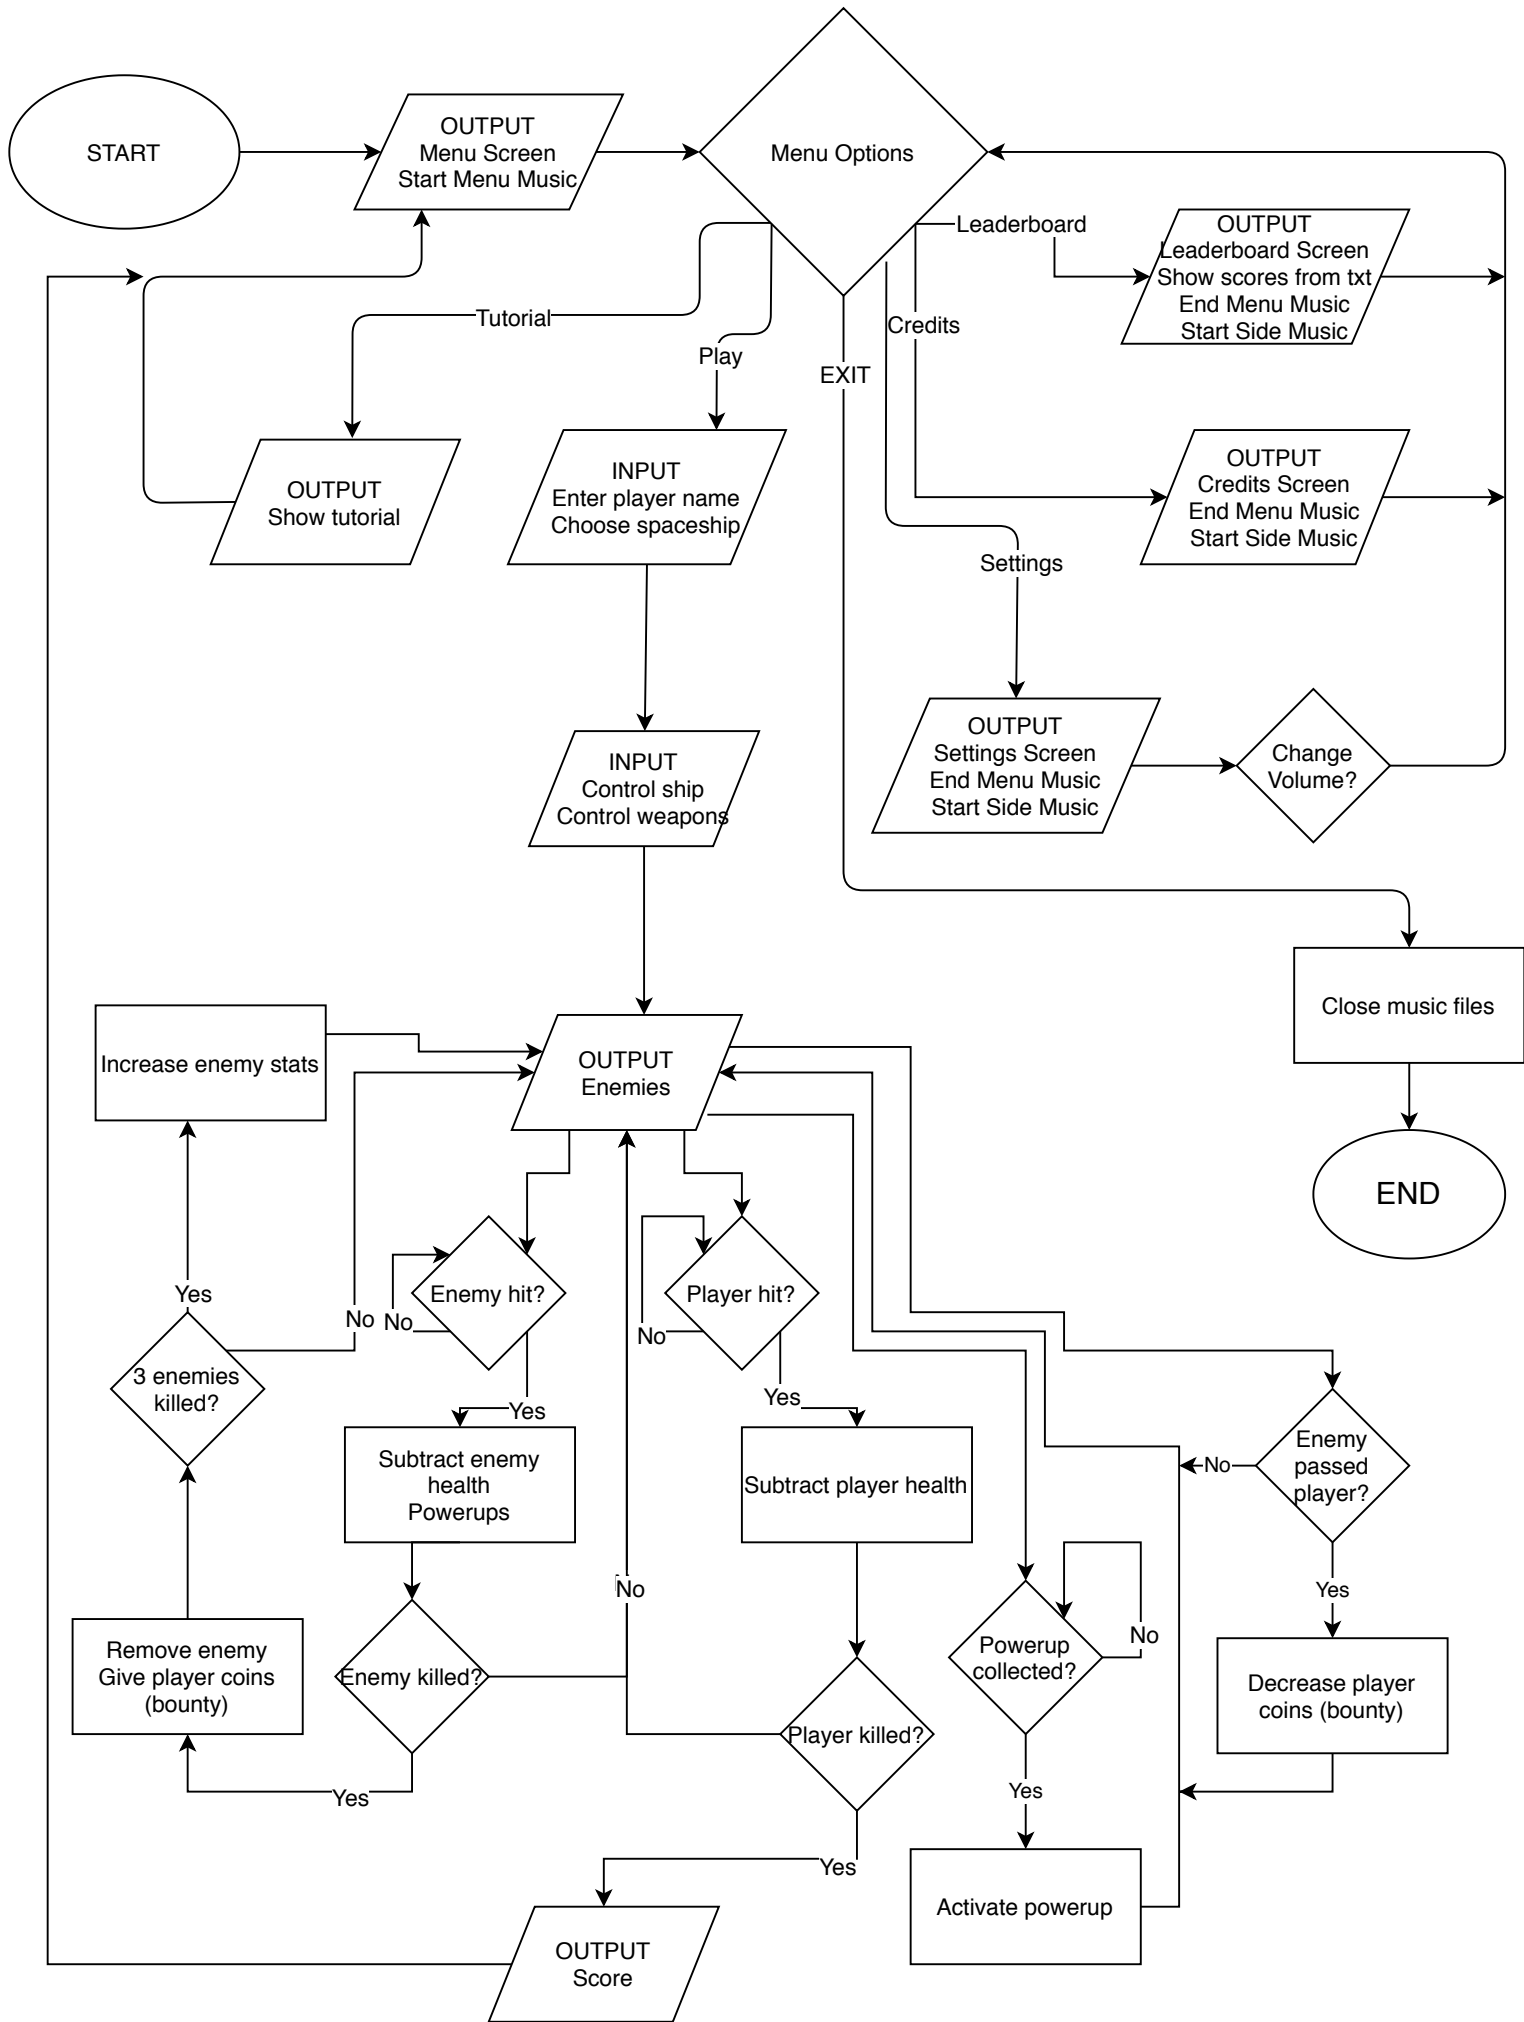 START
OUTPUT
Menu Screen
Start Menu Music
Menu Options
Leaderboard
OUTPUT
Leaderboard Screen
Show scores from txt
End Menu Music
Start Side Music
Tutorial
Play
EXIT
Credits
OUTPUT
Show tutorial
INPUT
Enter player name
Choose spaceship
OUTPUT
Credits Screen
End Menu Music
Start Side Music
Settings
INPUT
Control ship
Control weapons
OUTPUT
Settings Screen
End Menu Music
Start Side Music
Change
Volume?
Close music files
END
Increase enemy stats
OUTPUT
Enemies
Yes
No
No
Enemy hit?
No
Player hit?
3 enemies
killed?
Yes
Yes
Subtract enemy
health
Powerups
Subtract player health
No
Enemy
passed
player?
No
Yes
Remove enemy
Give player coins
(bounty)
Enemy killed?
Player killed?
Powerup
collected?
No
Decrease player
coins (bounty)
Yes
Yes
Yes
Activate powerup
OUTPUT
Score